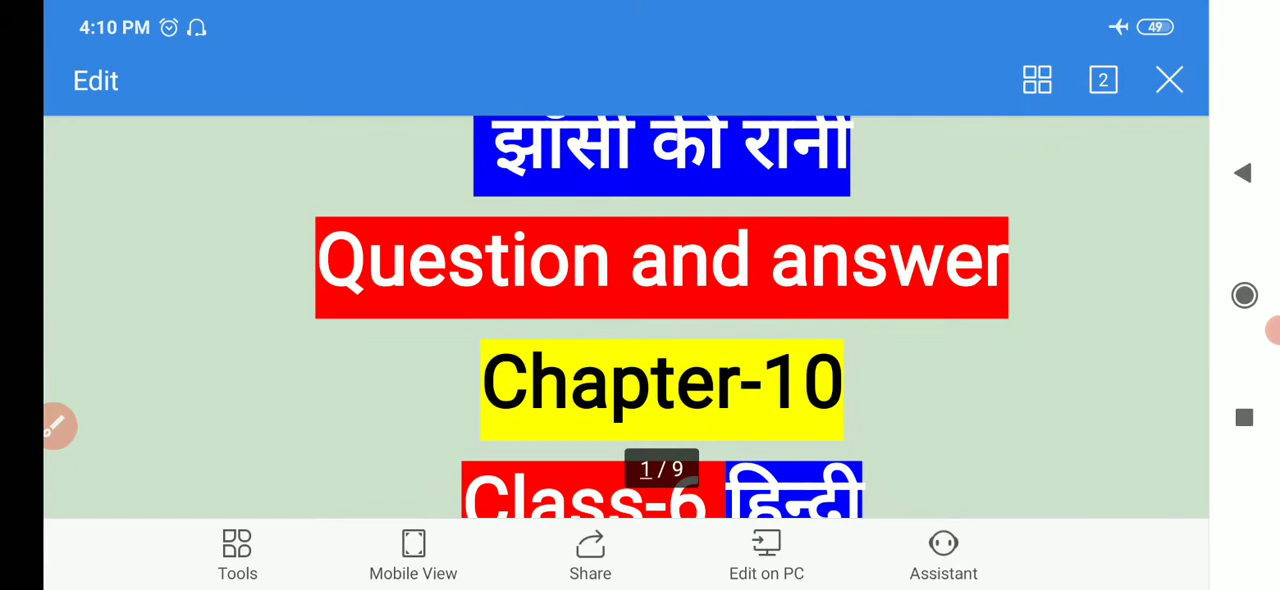 4:10 PM 49
Edit 2
झाँसी की रानी
Question and answer
Chapter-10
1 / 9
Class-6 हिन्दी
Tools Mobile View Share Edit on PC Assistant